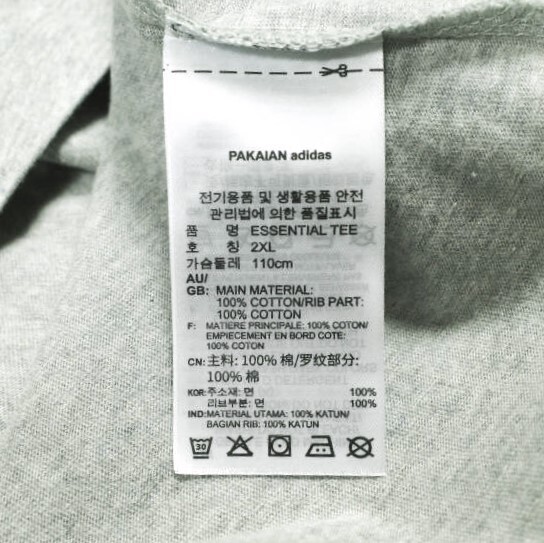 PAKAIAN adidas
전기용품 및 생활용품 안전
관리법에 의한 품질표시
품 명 ESSENTIAL TEE
호 칭 2XL
가슴둘레 110cm
AU/
GB: MAIN MATERIAL:
100% COTTON/RIB PART:
100% COTTON
F: MATIERE PRINCIPALE: 100% COTON/
EMPIECEMENT EN BORD COTE:
100% COTON
CN: 主料: 100% 棉/罗纹部分:
100% 棉
KOR: 주소재: 면 100%
리브부분: 면 100%
IND: MATERIAL UTAMA: 100% KATUN/
BAGIAN RIB: 100% KATUN
30